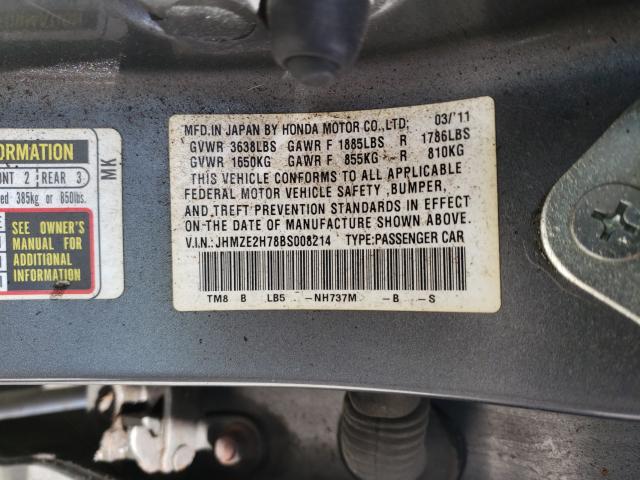 ORMATION
ONT 2 REAR 3
ed 385kg or 850lbs.
SEE OWNER'S
MANUAL FOR
ADDITIONAL
INFORMATION
MK
MFD.IN JAPAN BY HONDA MOTOR CO.,LTD. 03/'11
GVWR 3638LBS GAWR F 1885LBS R 1786LBS
GVWR 1650KG GAWR F 855KG R 810KG
THIS VEHICLE CONFORMS TO ALL APPLICABLE
FEDERAL MOTOR VEHICLE SAFETY ,BUMPER,
AND THEFT PREVENTION STANDARDS IN EFFECT
ON THE DATE OF MANUFACTURE SHOWN ABOVE.
V.I.N.: JHMZE2H78BS008214 TYPE:PASSENGER CAR
TM8 B LB5 -NH737M -B -S